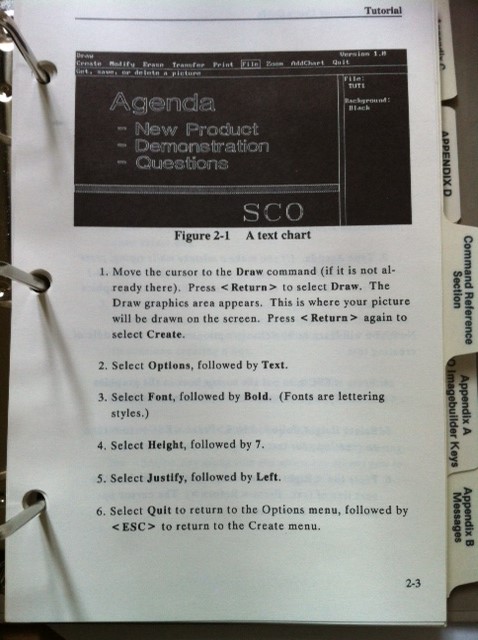 Tutorial
Draw Version 1.0
Create Modify Erase Transfer Print File Zoom AddChart Quit
Get, save, or delete a picture
File:
TUT1
Background:
Black
Agenda
- New Product
- Demonstration
- Questions
SCO
Figure 2-1 A text chart
1. Move the cursor to the Draw command (if it is not al-
ready there). Press <Return> to select Draw. The
Draw graphics area appears. This is where your picture
will be drawn on the screen. Press <Return> again to
select Create.
2. Select Options, followed by Text.
3. Select Font, followed by Bold. (Fonts are lettering
styles.)
4. Select Height, followed by 7.
5. Select Justify, followed by Left.
6. Select Quit to return to the Options menu, followed by
<ESC> to return to the Create menu.
2-3
APPENDIX D
Command Reference
Section
Appendix A
Imagebuilder Keys
Appendix B
Messages